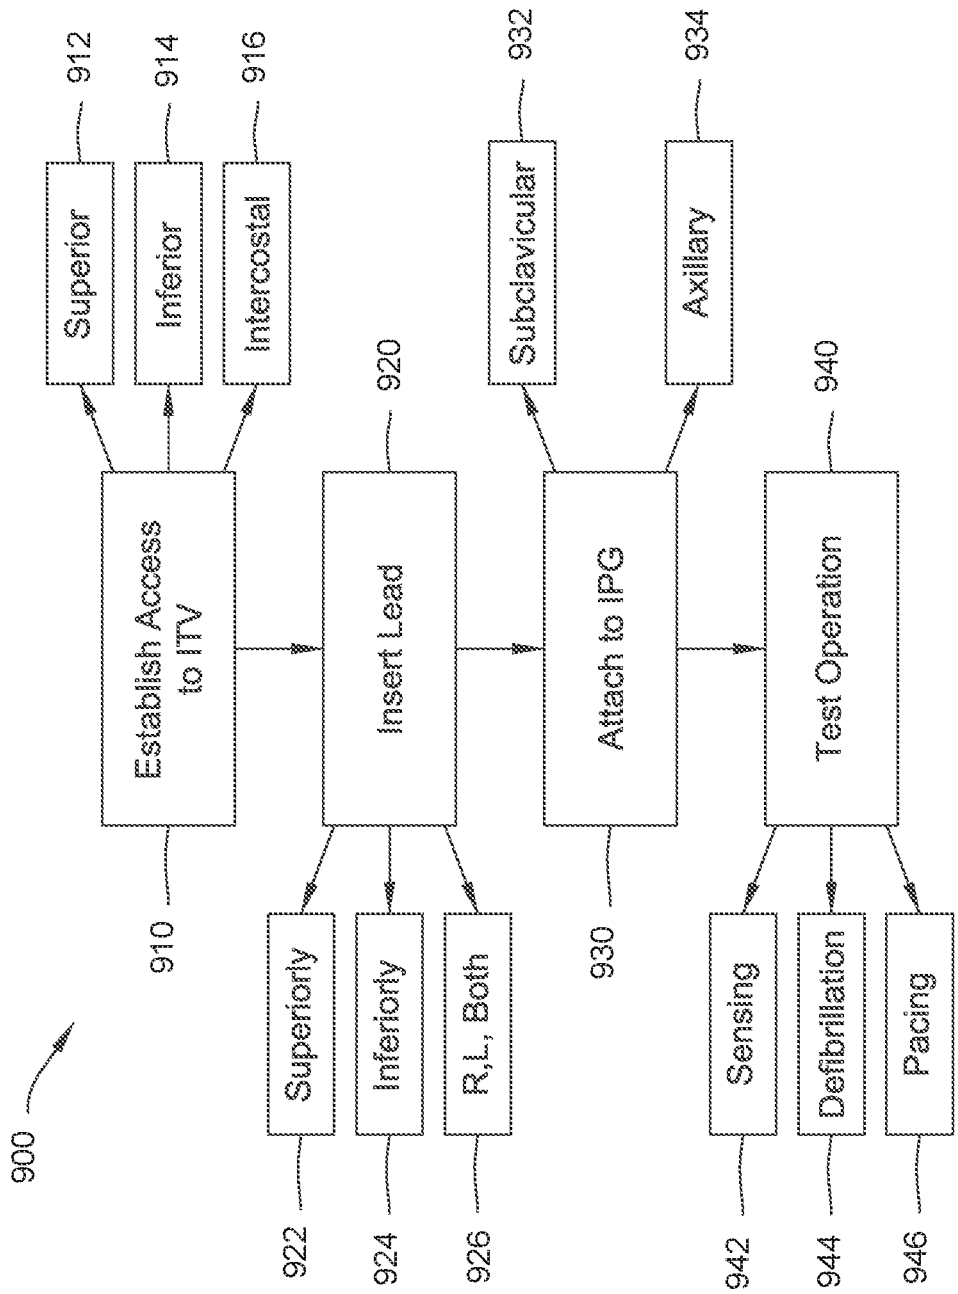 900
910
Establish Access
to ITV
Superior
912
Inferior
914
Intercostal
916
922
Superiorly
924
Inferiorly
926
R,L, Both
Insert Lead
920
930
Attach to IPG
Subclavicular
932
Axillary
934
942
Sensing
944
Defibrillation
946
Pacing
Test Operation
940